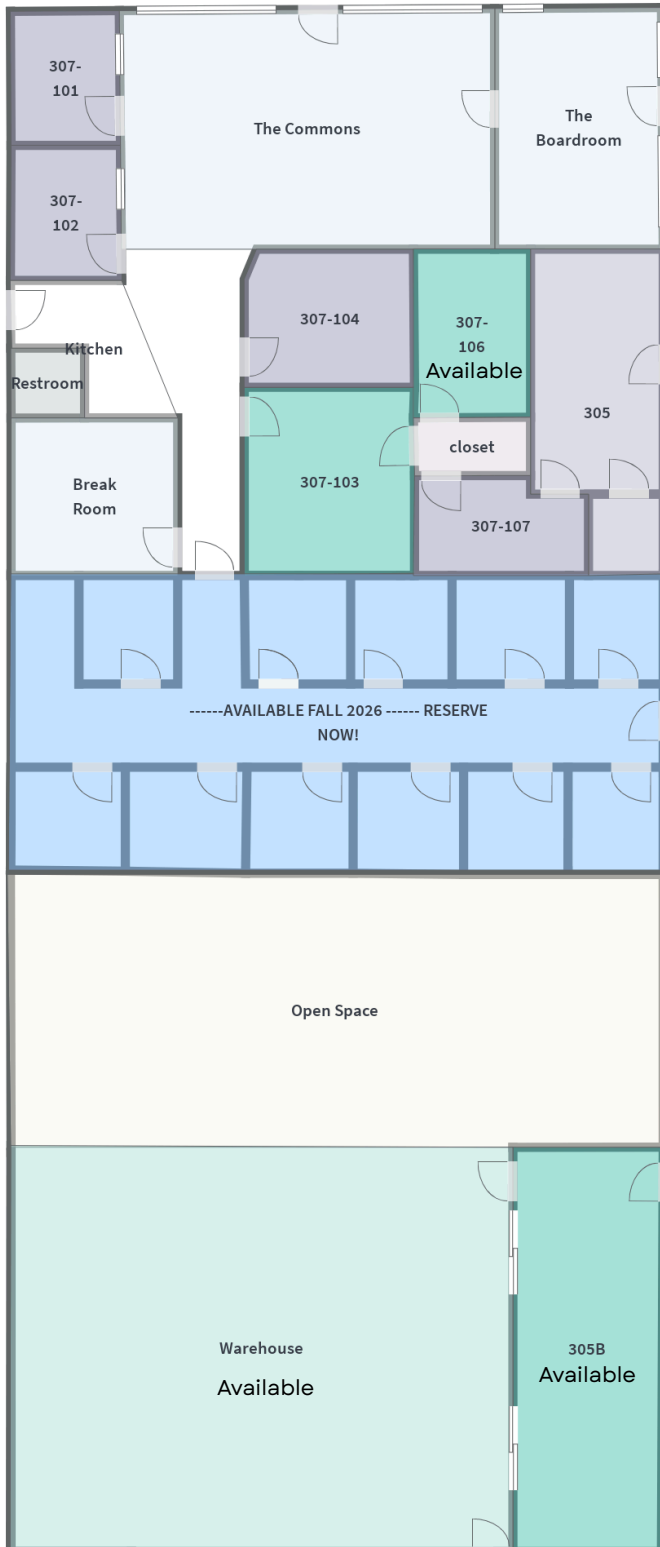 307-
101
The Commons
The
Boardroom
307-
102
307-104
307-
106
Available
Kitchen
Restroom
305
closet
307-103
Break
Room
307-107
------AVAILABLE FALL 2026 ------ RESERVE
NOW!
Open Space
Warehouse
Available
305B
Available